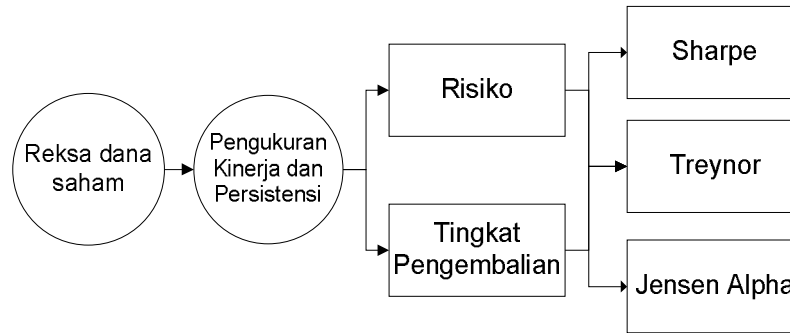 Reksa dana
saham
Pengukuran
Kinerja dan
Persistensi
Risiko
Tingkat
Pengembalian
Sharpe
Treynor
Jensen Alpha